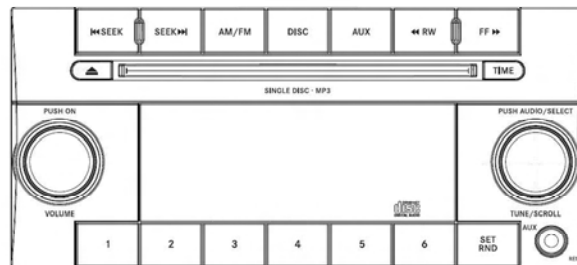 ⏮SEEK SEEK⏭ AM/FM DISC AUX ◀◀ RW FF ▶▶
TIME
SINGLE DISC · MP3
PUSH ON
PUSH AUDIO/SELECT
disc
VOLUME
TUNE/SCROLL
1 2 3 4 5 6 SET
RND
AUX